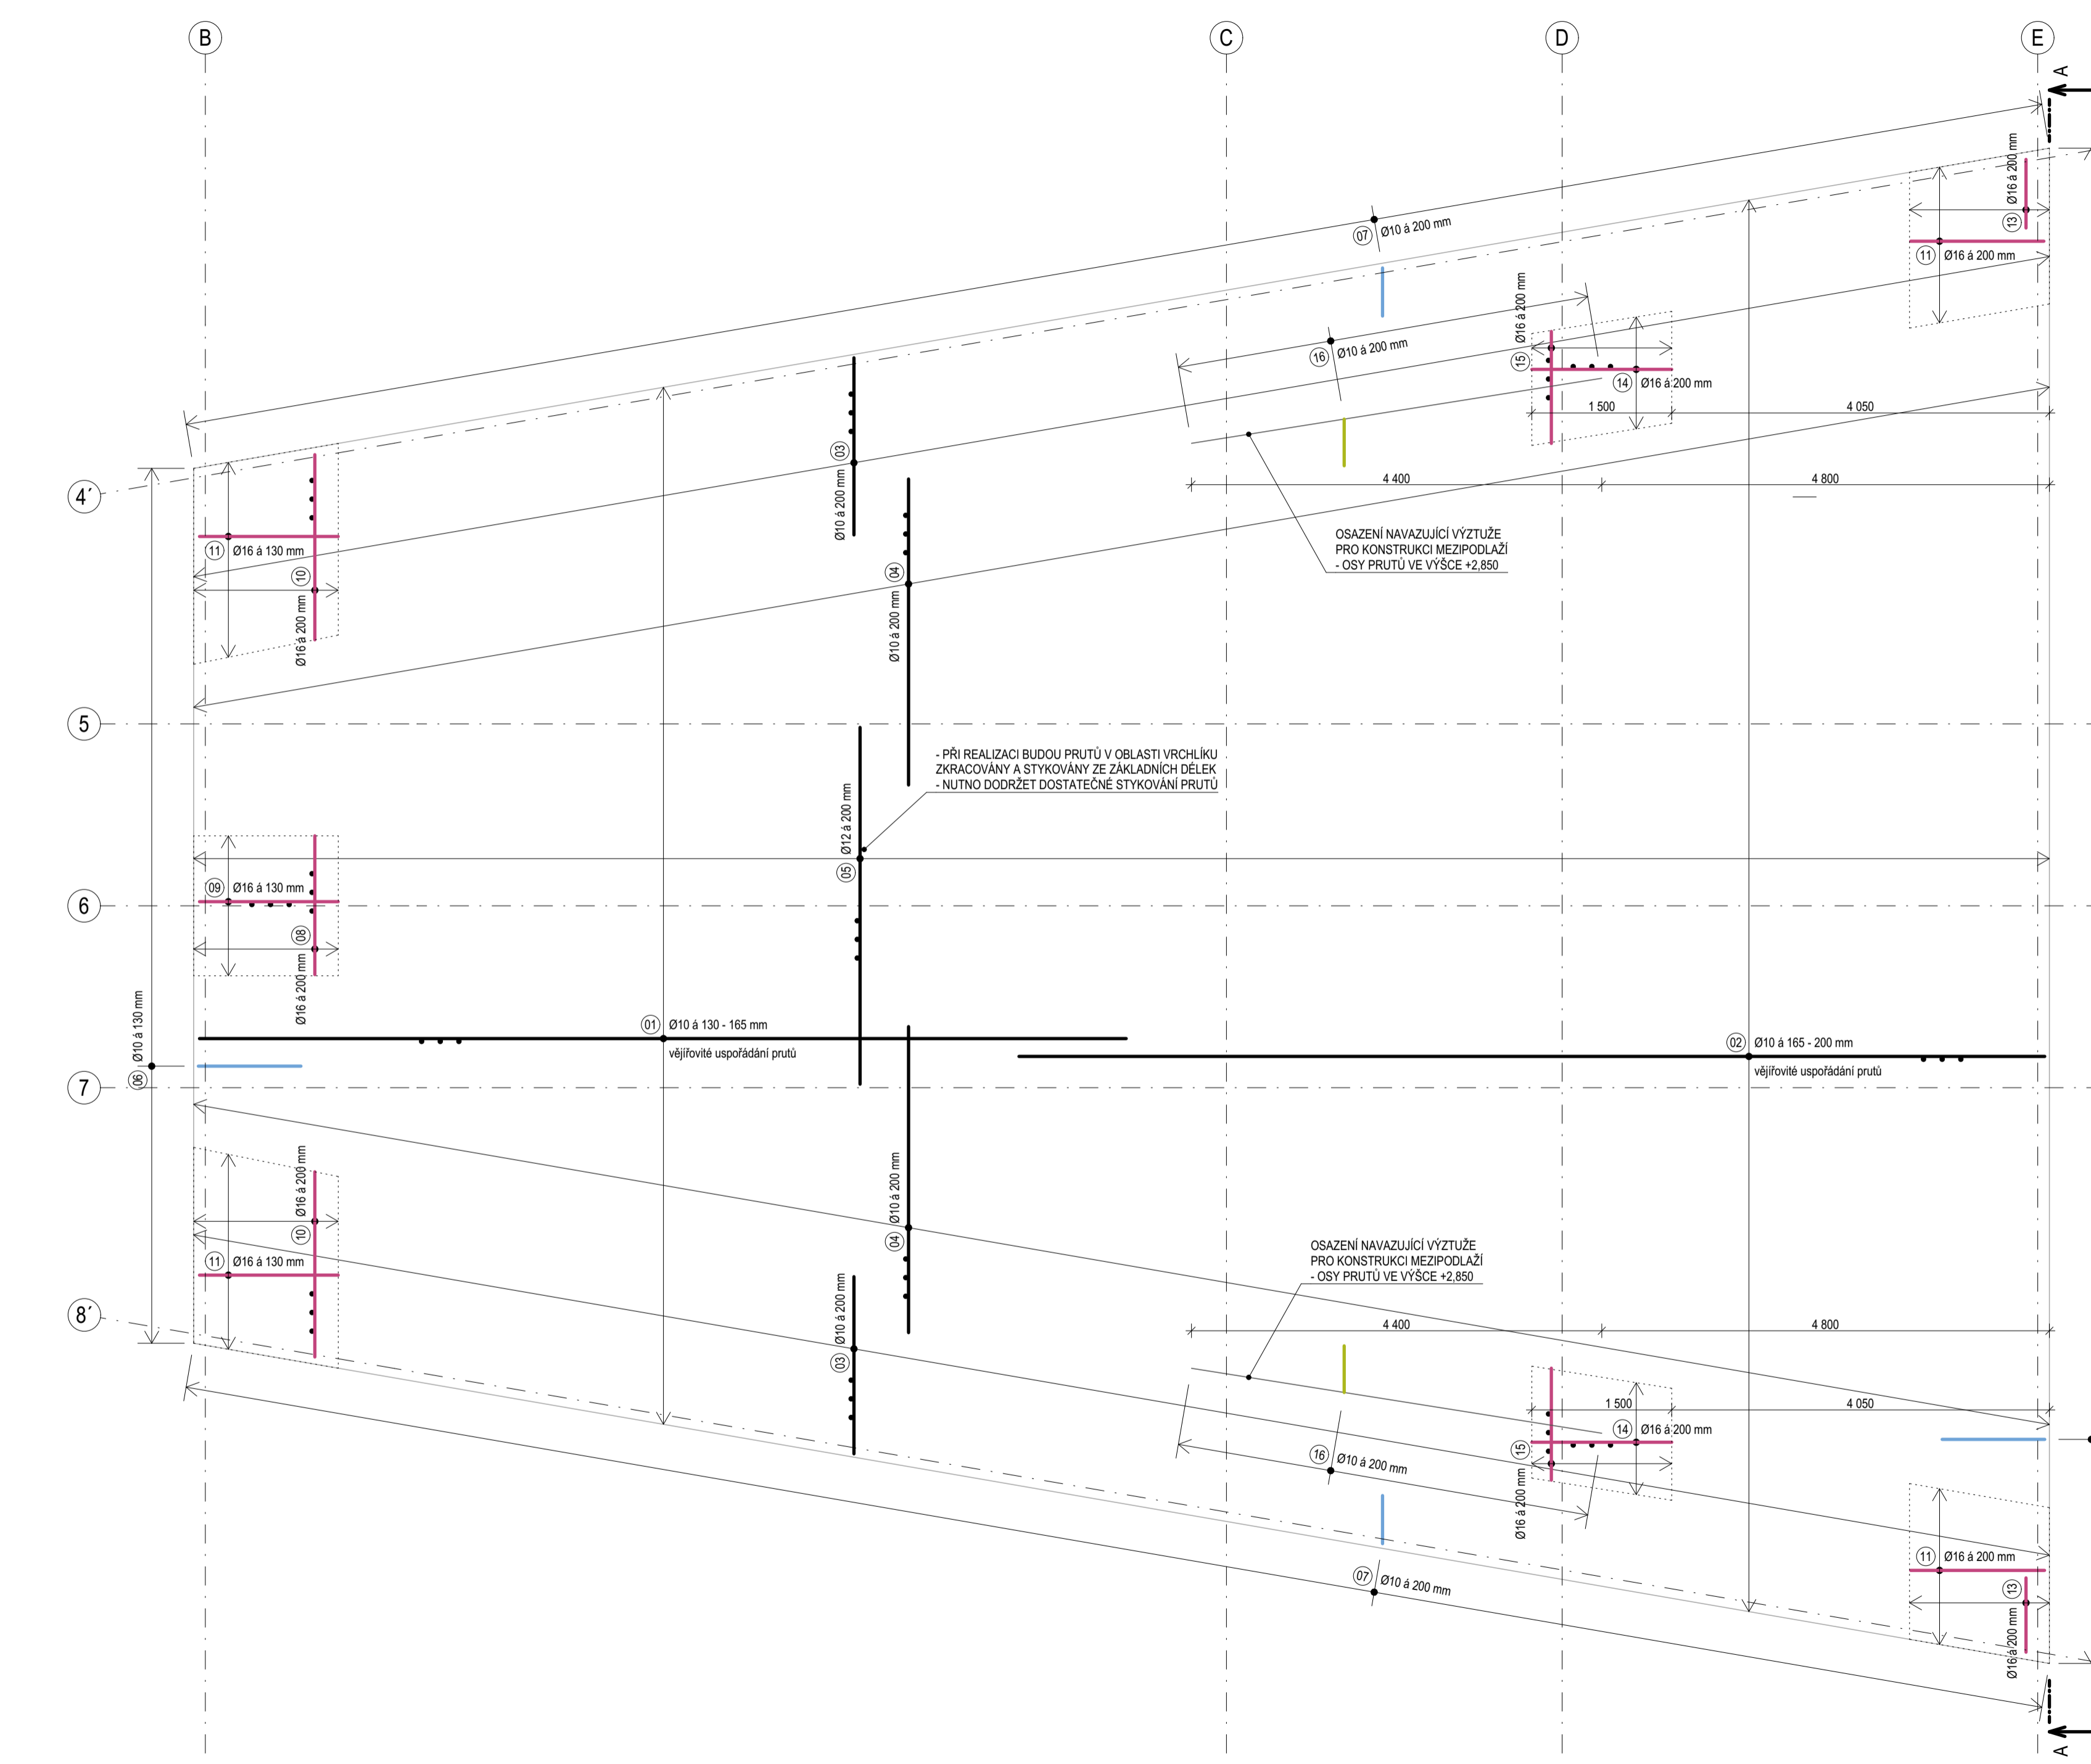 B
C
D
E
A
Ø16 á 200 mm
13
07 Ø10 á 200 mm
11 Ø16 á 200 mm
Ø16 á 200 mm
15
16 Ø10 á 200 mm
14 Ø16 á 200 mm
1 500
4 050
03
Ø10 á 200 mm
4 400
4 800
4´
OSAZENÍ NAVAZUJÍCÍ VÝZTUŽE
PRO KONSTRUKCI MEZIPODLAŽÍ
- OSY PRUTŮ VE VÝŠCE +2,850
11 Ø16 á 130 mm
10
Ø16 á 200 mm
04
Ø10 á 200 mm
5
- PŘI REALIZACI BUDOU PRUTŮ V OBLASTI VRCHLÍKU
ZKRACOVÁNY A STYKOVÁNY ZE ZÁKLADNÍCH DÉLEK
- NUTNO DODRŽET DOSTATEČNÉ STYKOVÁNÍ PRUTŮ
Ø12 á 200 mm
05
09 Ø16 á 130 mm
6
08
Ø16 á 200 mm
01 Ø10 á 130 - 165 mm
vějířovité uspořádání prutů
02 Ø10 á 165 - 200 mm
vějířovité uspořádání prutů
Ø10 á 130 mm
06
7
Ø16 á 200 mm
10
Ø10 á 200 mm
04
11 Ø16 á 130 mm
OSAZENÍ NAVAZUJÍCÍ VÝZTUŽE
PRO KONSTRUKCI MEZIPODLAŽÍ
- OSY PRUTŮ VE VÝŠCE +2,850
8´
Ø10 á 200 mm
03
4 400
4 800
1 500
4 050
14 Ø16 á 200 mm
15
Ø16 á 200 mm
16 Ø10 á 200 mm
11 Ø16 á 200 mm
07 Ø10 á 200 mm
13
Ø16 á 200 mm
A